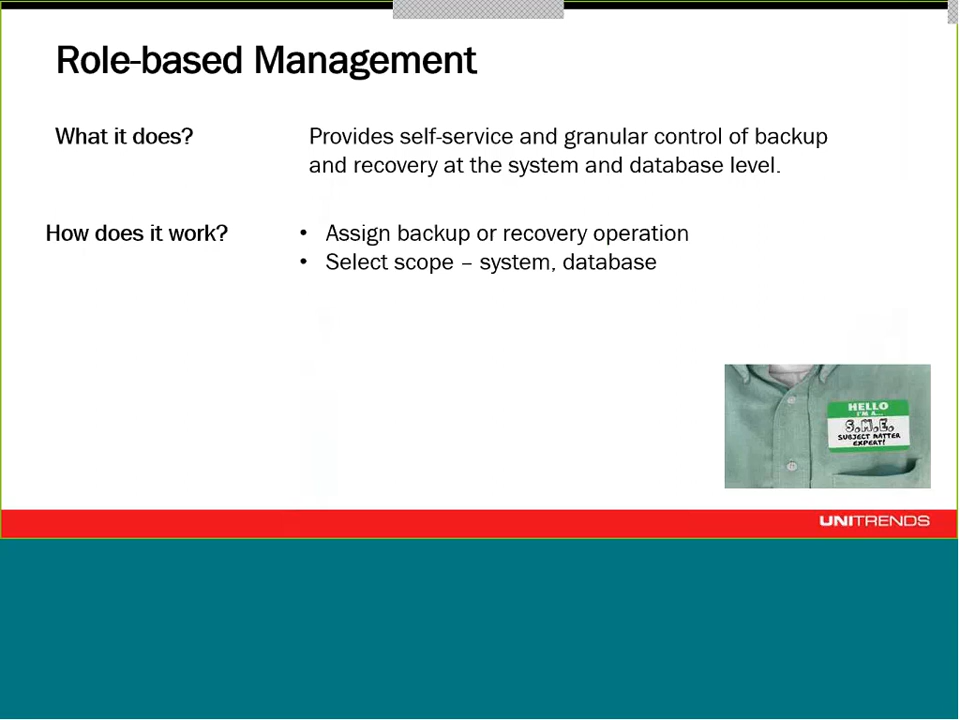 Role-based Management
What it does?
Provides self-service and granular control of backup
and recovery at the system and database level.
How does it work?
• Assign backup or recovery operation
• Select scope – system, database
HELLO
I'M A...
S.M.E.
SUBJECT MATTER
EXPERT!
UNITRENDS